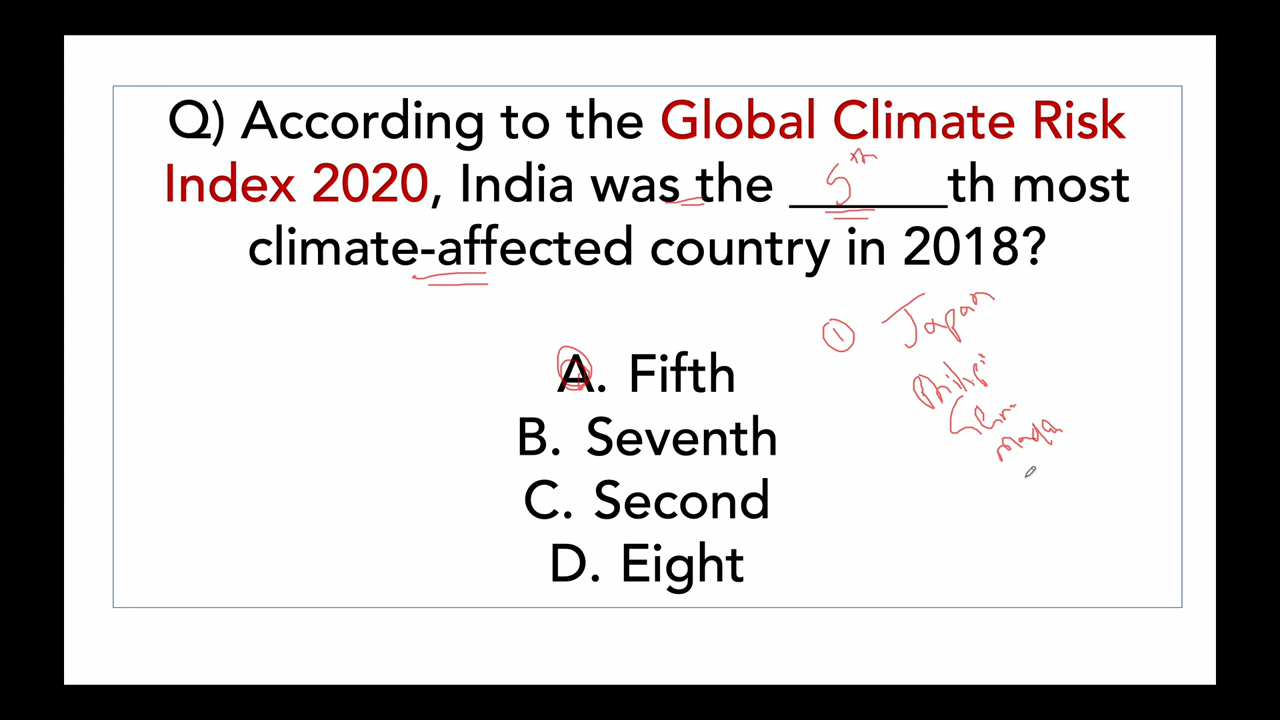 Q) According to the Global Climate Risk
Index 2020, India was the ______th most
5th
climate-affected country in 2018?
① Japan
A. Fifth
B. Seventh
C. Second
D. Eight